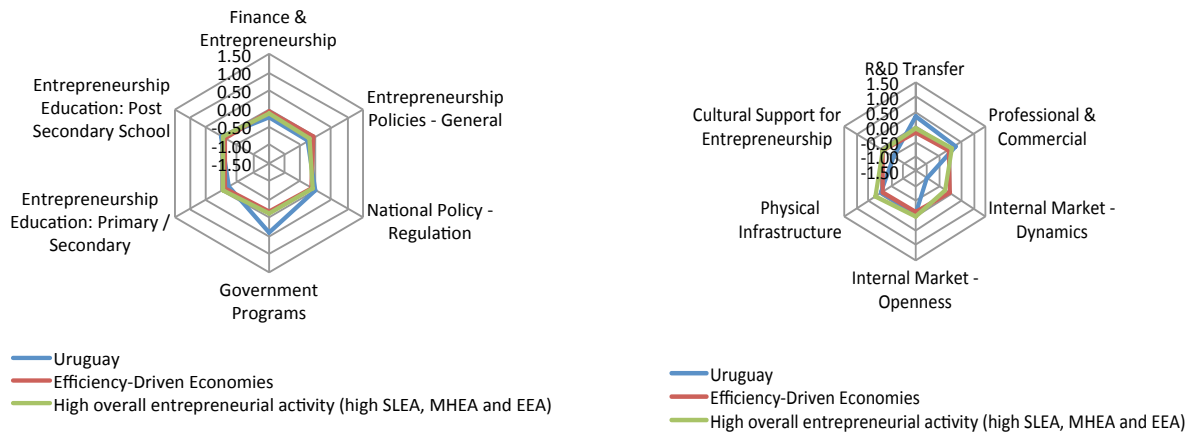 Finance &
Entrepreneurship
1.50
1.00
0.50
0.00
-0.50
-1.00
-1.50
Entrepreneurship
Policies - General
National Policy -
Regulation
Government
Programs
Entrepreneurship
Education: Primary /
Secondary
Entrepreneurship
Education: Post
Secondary School
Uruguay
Efficiency-Driven Economies
High overall entrepreneurial activity (high SLEA, MHEA and EEA)
R&D Transfer
1.50
1.00
0.50
0.00
-0.50
-1.00
-1.50
Professional &
Commercial
Internal Market -
Dynamics
Internal Market -
Openness
Physical
Infrastructure
Cultural Support for
Entrepreneurship
Uruguay
Efficiency-Driven Economies
High overall entrepreneurial activity (high SLEA, MHEA and EEA)